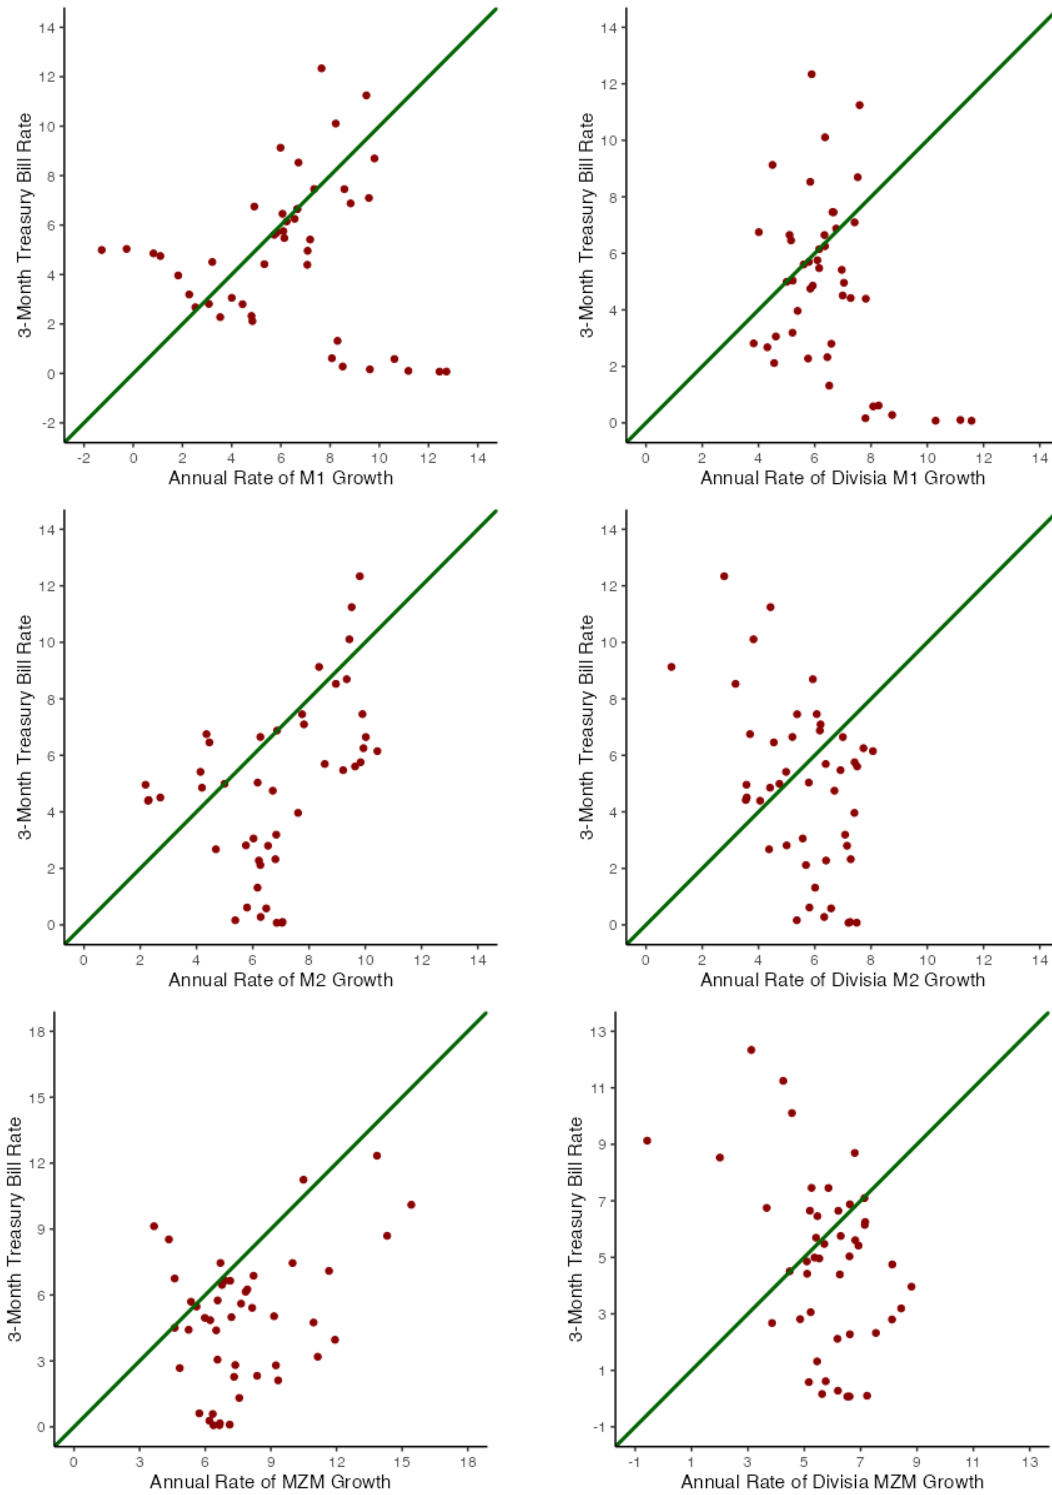 3-Month Treasury Bill Rate
14
12
10
8
6
4
2
0
-2
-2 0 2 4 6 8 10 12 14
Annual Rate of M1 Growth
3-Month Treasury Bill Rate
14
12
10
8
6
4
2
0
0 2 4 6 8 10 12 14
Annual Rate of Divisia M1 Growth
3-Month Treasury Bill Rate
14
12
10
8
6
4
2
0
0 2 4 6 8 10 12 14
Annual Rate of M2 Growth
3-Month Treasury Bill Rate
14
12
10
8
6
4
2
0
0 2 4 6 8 10 12 14
Annual Rate of Divisia M2 Growth
3-Month Treasury Bill Rate
18
15
12
9
6
3
0
0 3 6 9 12 15 18
Annual Rate of MZM Growth
3-Month Treasury Bill Rate
13
11
9
7
5
3
1
-1
-1 1 3 5 7 9 11 13
Annual Rate of Divisia MZM Growth